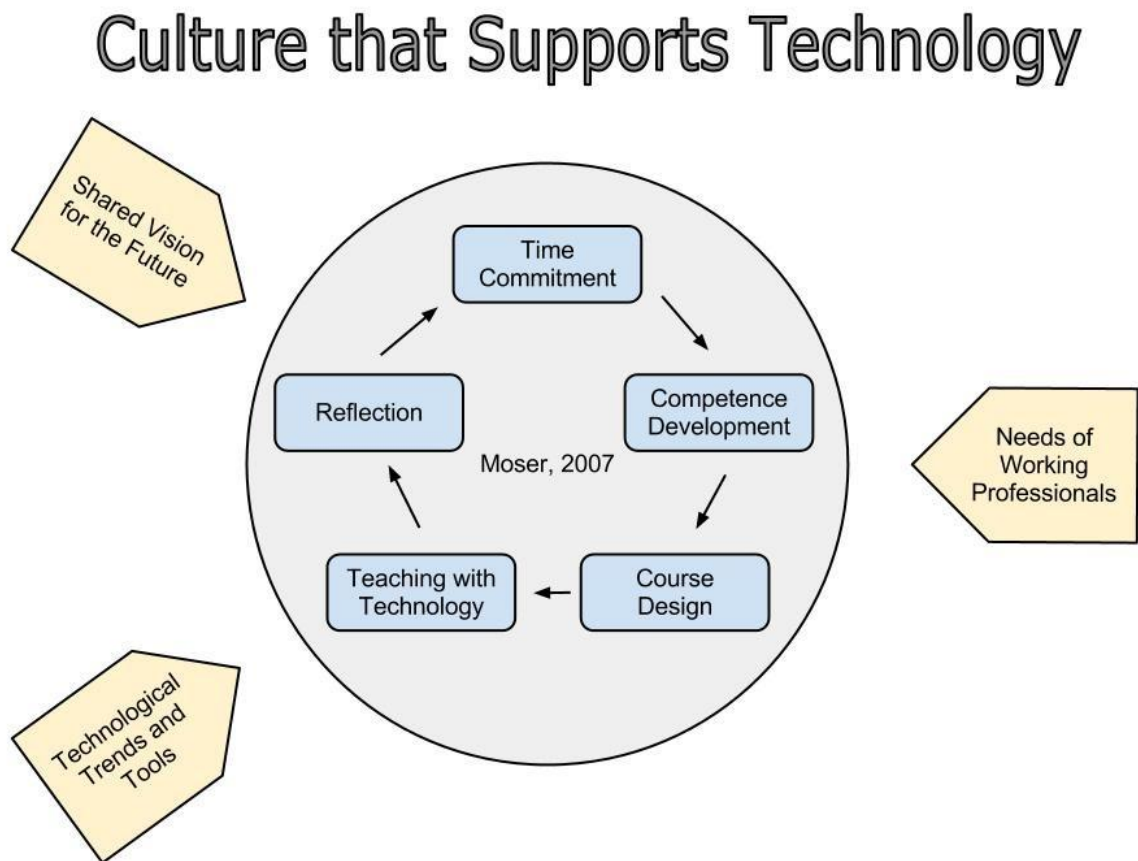 Culture that Supports Technology
Shared Vision
for the Future
Time
Commitment
Reflection
Competence
Development
Moser, 2007
Needs of
Working
Professionals
Teaching with
Technology
Course
Design
Technological
Trends and
Tools